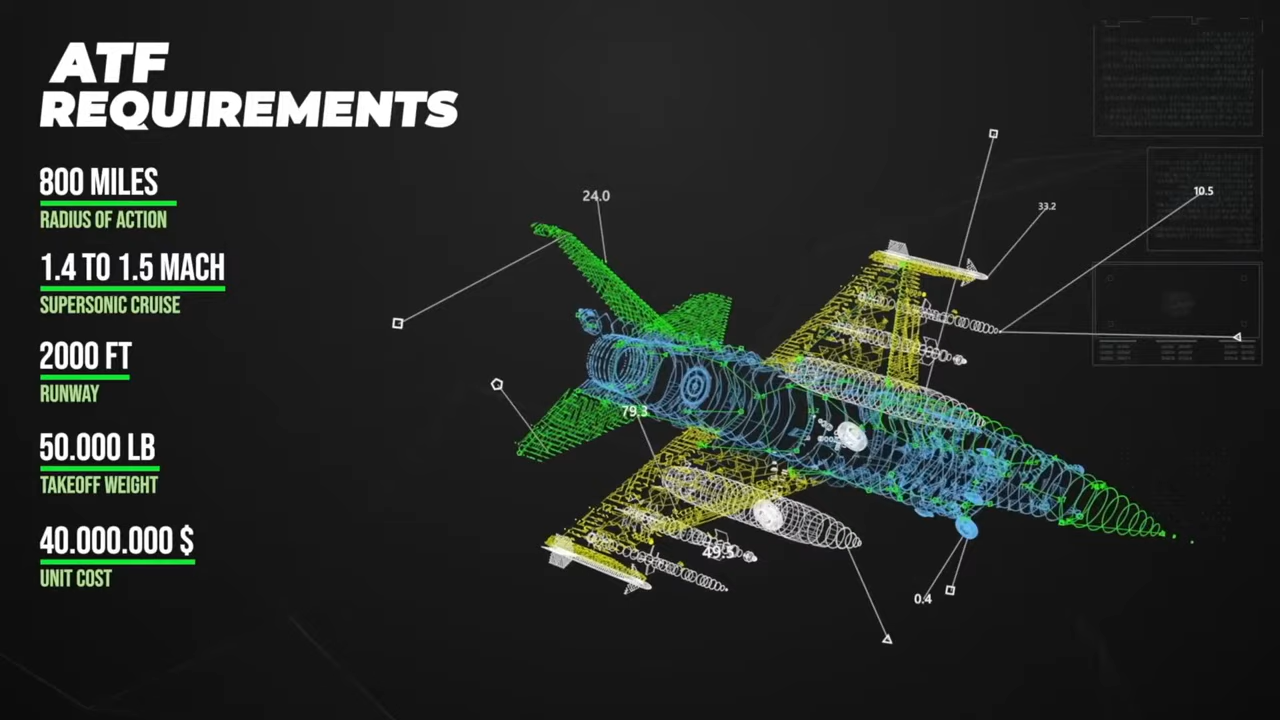 ATF
REQUIREMENTS
800 MILES
RADIUS OF ACTION
1.4 TO 1.5 MACH
SUPERSONIC CRUISE
2000 FT
RUNWAY
50.000 LB
TAKEOFF WEIGHT
40.000.000 $
UNIT COST
24.0
33.2
10.5
79.3
49.5
0.4